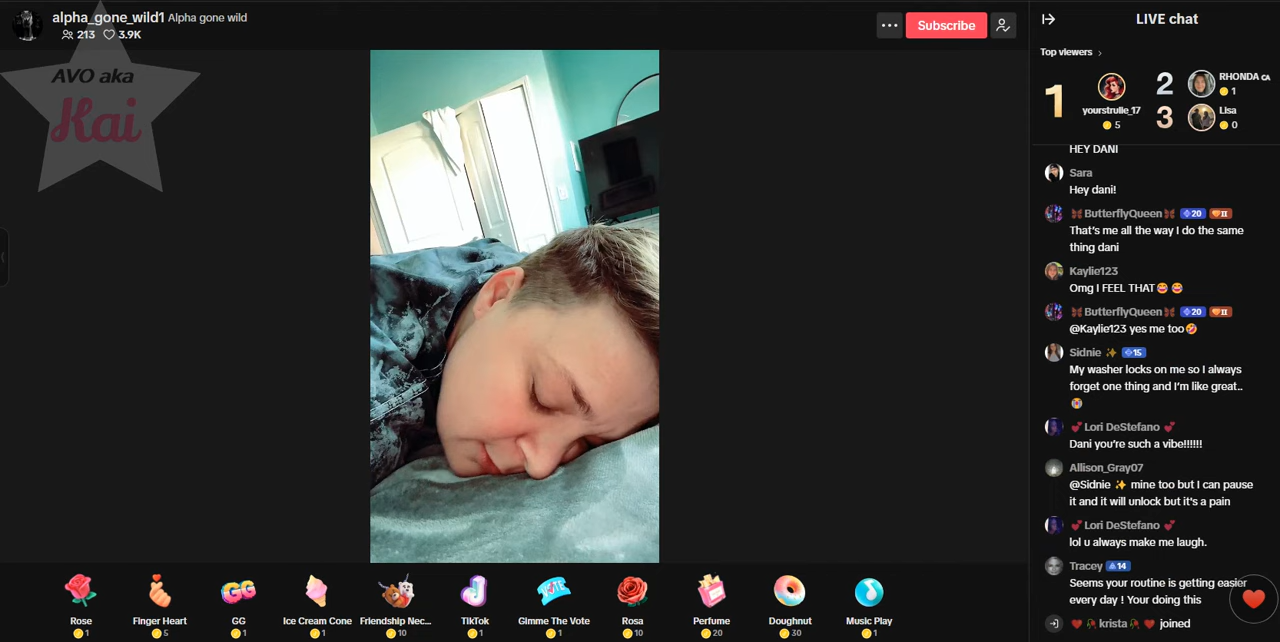 alpha_gone_wild1 Alpha gone wild
213 3.9K
Subscribe
AVO aka
Kai
LIVE chat
Top viewers
1
yourstrulie_17
5
2
RHONDA CA
1
3
Lisa
0
HEY DANI
Sara
Hey dani!
ButterflyQueen 20 II
That's me all the way I do the same
thing dani
Kaylie123
Omg I FEEL THAT😂😂
ButterflyQueen 20 II
@Kaylie123 yes me too🤣
Sidnie ✨ 15
My washer locks on me so I always
forget one thing and I'm like great..
😭
💕 Lori DeStefano 💕
Dani you're such a vibe!!!!!!
Allison_Gray07
@Sidnie ✨ mine too but I can pause
it and it will unlock but it's a pain
💕 Lori DeStefano 💕
lol u always make me laugh.
Tracey 14
Seems your routine is getting easier
every day ! Your doing this
❤️🥀krista🥀❤️ joined
GG
VOTE
Rose
1
Finger Heart
5
GG
1
Ice Cream Cone
1
Friendship Nec...
10
TikTok
1
Gimme The Vote
1
Rosa
10
Perfume
20
Doughnut
30
Music Play
1